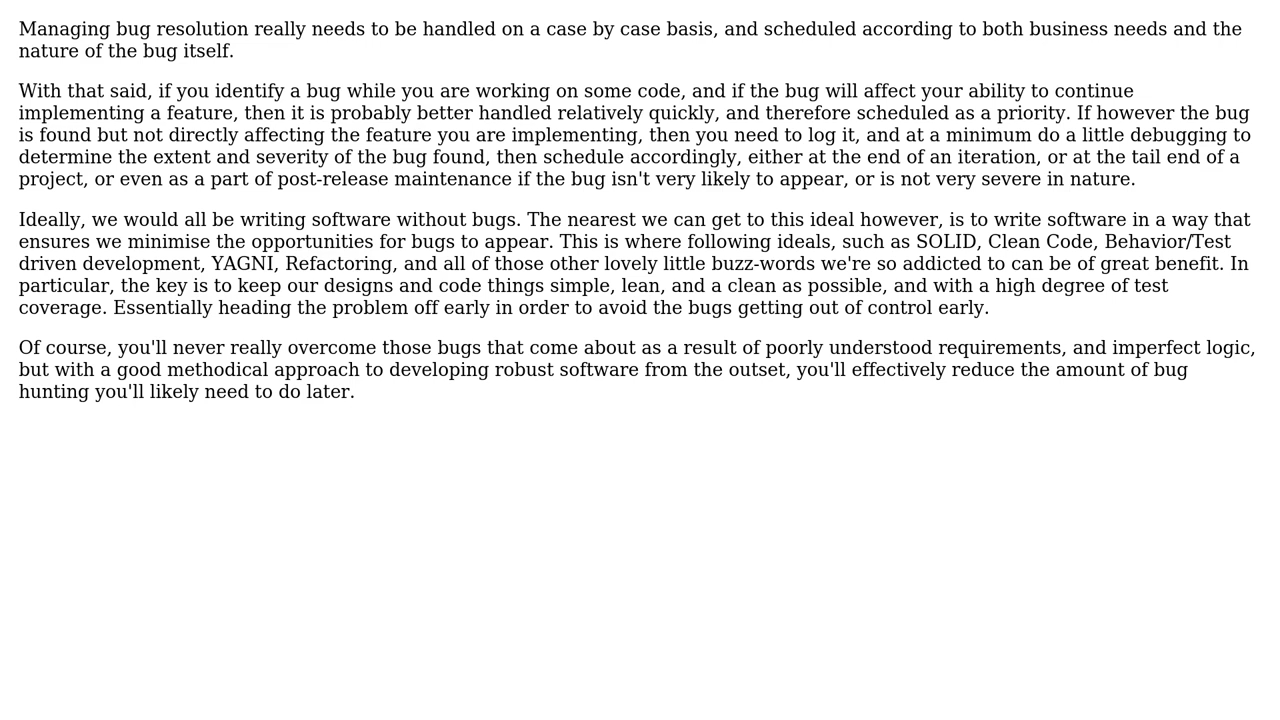 Managing bug resolution really needs to be handled on a case by case basis, and scheduled according to both business needs and the
nature of the bug itself.
With that said, if you identify a bug while you are working on some code, and if the bug will affect your ability to continue
implementing a feature, then it is probably better handled relatively quickly, and therefore scheduled as a priority. If however the bug
is found but not directly affecting the feature you are implementing, then you need to log it, and at a minimum do a little debugging to
determine the extent and severity of the bug found, then schedule accordingly, either at the end of an iteration, or at the tail end of a
project, or even as a part of post-release maintenance if the bug isn't very likely to appear, or is not very severe in nature.
Ideally, we would all be writing software without bugs. The nearest we can get to this ideal however, is to write software in a way that
ensures we minimise the opportunities for bugs to appear. This is where following ideals, such as SOLID, Clean Code, Behavior/Test
driven development, YAGNI, Refactoring, and all of those other lovely little buzz-words we're so addicted to can be of great benefit. In
particular, the key is to keep our designs and code things simple, lean, and a clean as possible, and with a high degree of test
coverage. Essentially heading the problem off early in order to avoid the bugs getting out of control early.
Of course, you'll never really overcome those bugs that come about as a result of poorly understood requirements, and imperfect logic,
but with a good methodical approach to developing robust software from the outset, you'll effectively reduce the amount of bug
hunting you'll likely need to do later.